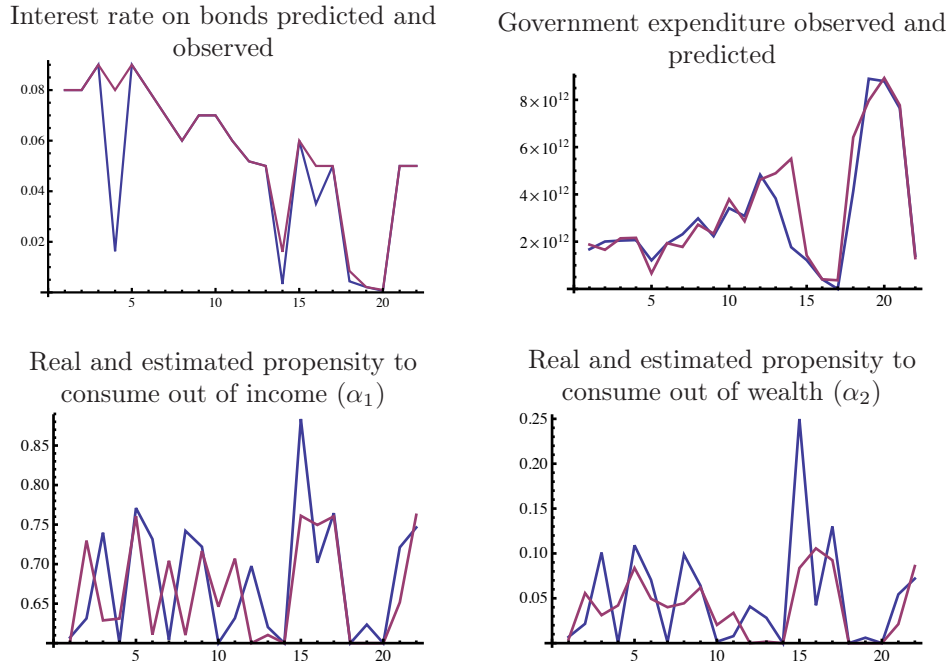 Interest rate on bonds predicted and
observed
0.08
0.06
0.04
0.02
5 10 15 20
Government expenditure observed and
predicted
8×10¹²
6×10¹²
4×10¹²
2×10¹²
5 10 15 20
Real and estimated propensity to
consume out of income (α₁)
0.85
0.80
0.75
0.70
0.65
5 10 15 20
Real and estimated propensity to
consume out of wealth (α₂)
0.25
0.20
0.15
0.10
0.05
5 10 15 20